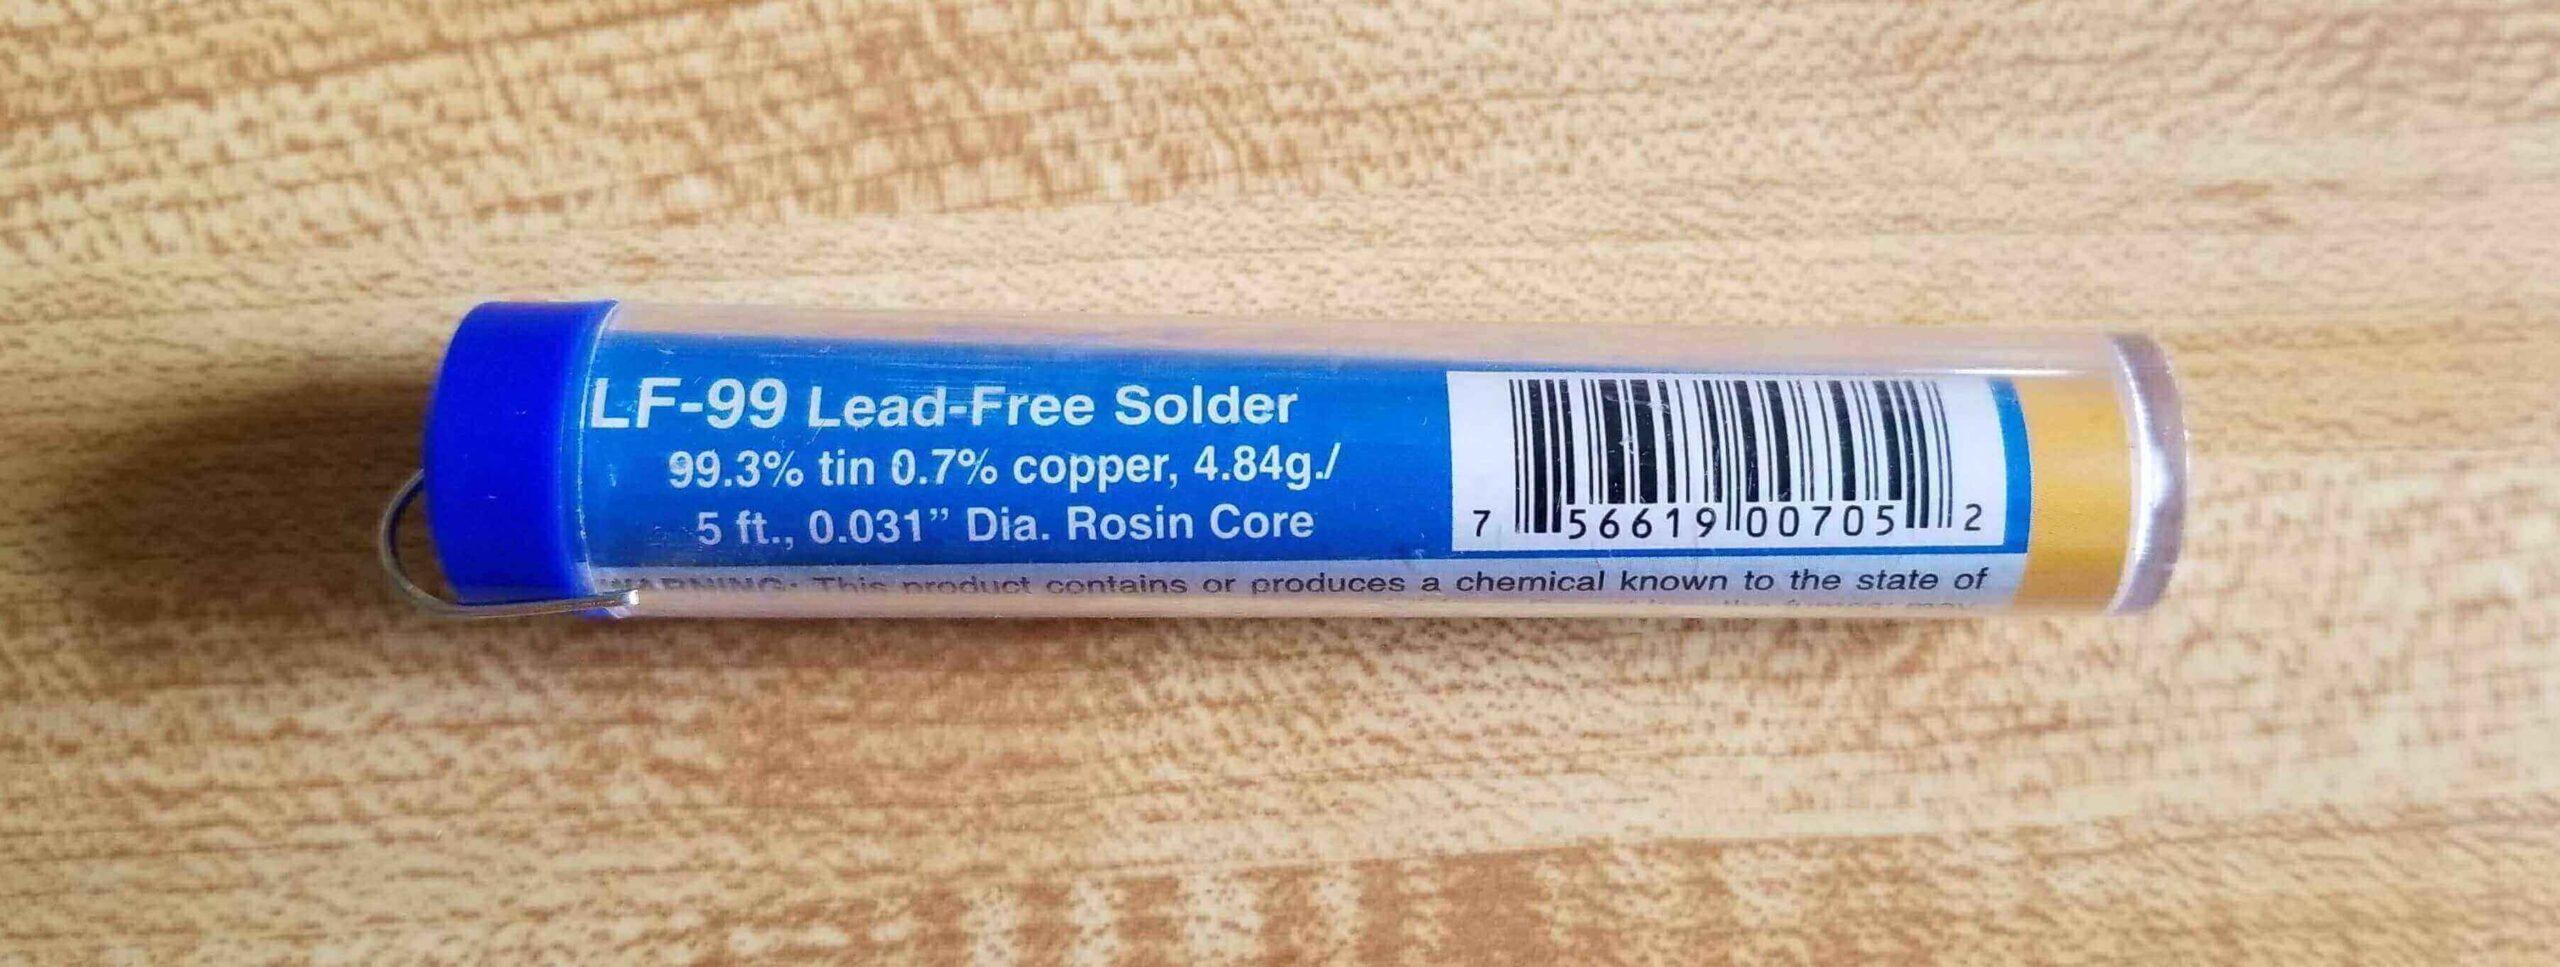 LF-99 Lead-Free Solder
99.3% tin 0.7% copper, 4.84g./
5 ft., 0.031” Dia. Rosin Core
7 56619 00705 2
WARNING: This product contains or produces a chemical known to the state of